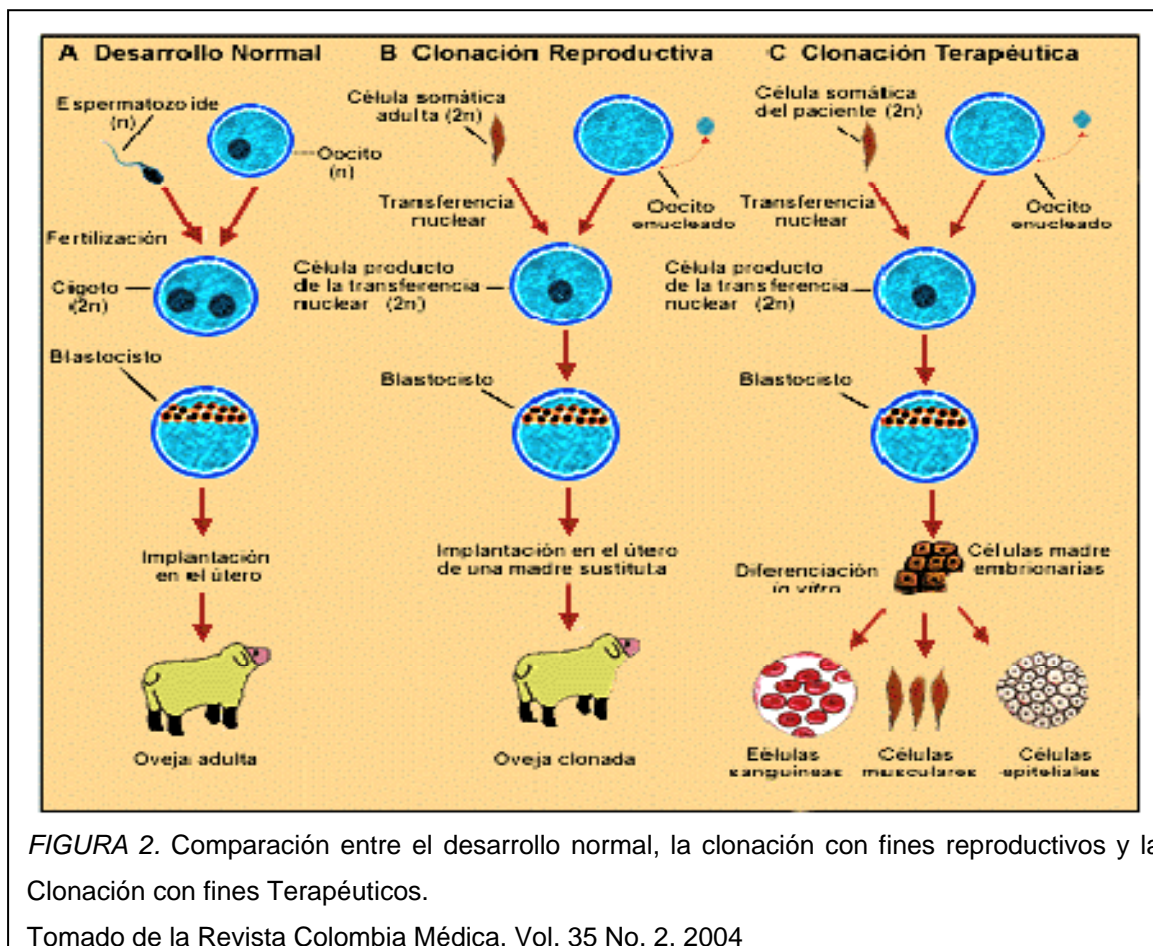 A Desarrollo Normal
Espermatozoide
(n)
Oocito
(n)
Fertilización
Cigoto
(2n)
Blastocisto
Implantación
en el útero
Oveja adulta
B Clonación Reproductiva
Célula somática
adulta (2n)
Transferencia
nuclear
Oocito
enucleado
Célula producto
de la transferencia
nuclear (2n)
Blastocisto
Implantación en el útero
de una madre sustituta
Oveja clonada
C Clonación Terapéutica
Célula somática
del paciente (2n)
Transferencia
nuclear
Oocito
enucleado
Célula producto
de la transferencia
nuclear (2n)
Blastocisto
Células madre
embrionarias
Diferenciación
in vitro
Eélulas
sanguineas
Células
musculares
Células
epiteliales
FIGURA 2. Comparación entre el desarrollo normal, la clonación con fines reproductivos y la
Clonación con fines Terapéuticos.
Tomado de la Revista Colombia Médica. Vol. 35 No. 2. 2004